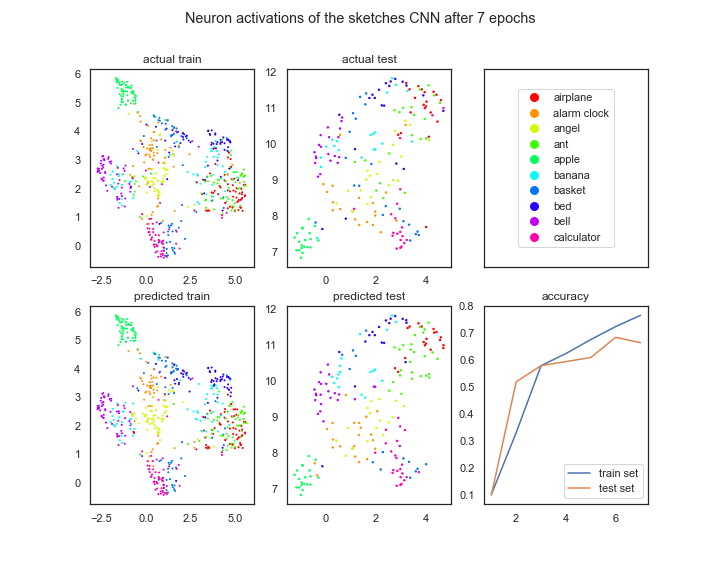 Neuron activations of the sketches CNN after 7 epochs
actual train
6
5
4
3
2
1
0
−2.5 0.0 2.5 5.0
actual test
12
11
10
9
8
7
0 2 4
airplane
alarm clock
angel
ant
apple
banana
basket
bed
bell
calculator
predicted train
6
5
4
3
2
1
0
−2.5 0.0 2.5 5.0
predicted test
12
11
10
9
8
7
0 2 4
accuracy
0.8
0.7
0.6
0.5
0.4
0.3
0.2
0.1
train set
test set
2 4 6